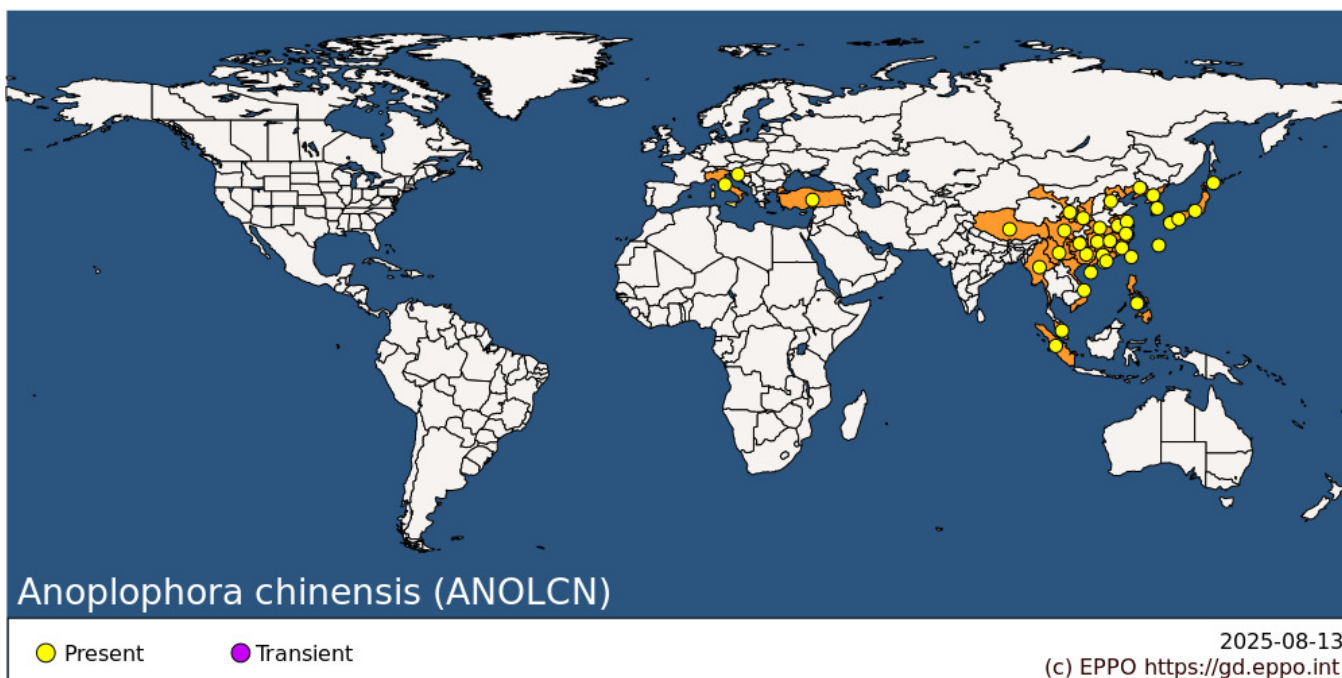 Anoplophora chinensis (ANOLCN)
Present
Transient
2025-08-13
(c) EPPO https://gd.eppo.int